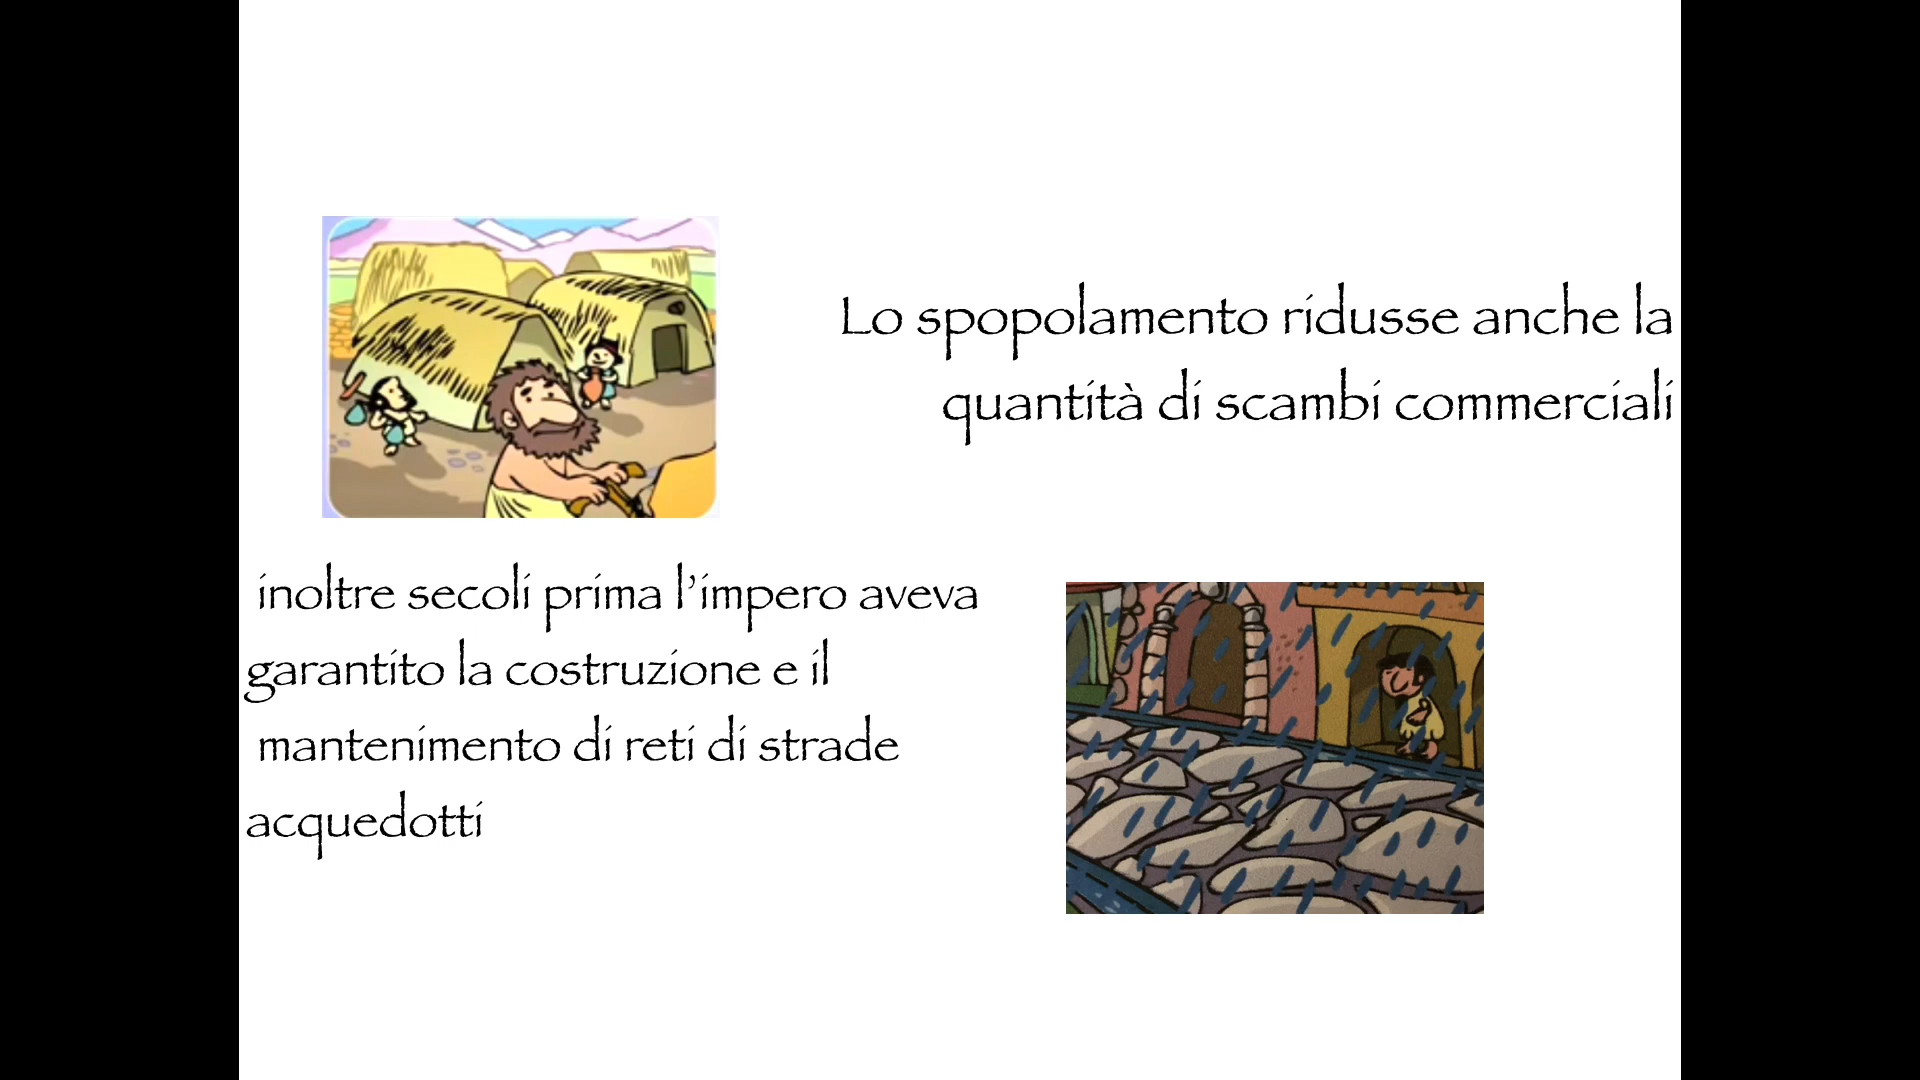 Lo spopolamento ridusse anche la
quantità di scambi commerciali
inoltre secoli prima l’impero aveva
garantito la costruzione e il
mantenimento di reti di strade
acquedotti